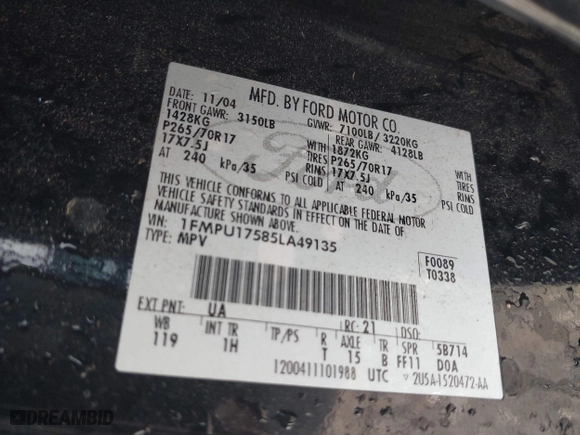 MFD. BY FORD MOTOR CO.
DATE: 11/04 GVWR: 7100LB / 3220KG
FRONT GAWR: 3150LB REAR GAWR: 4128LB
1428KG 1872KG WITH
P265/70R17 TIRES P265/70R17 TIRES
17X7.5J RIMS 17X7.5J RIMS
AT 240 kPa/35 PSI COLD AT 240 kPa/35 PSI COLD
THIS VEHICLE CONFORMS TO ALL APPLICABLE FEDERAL MOTOR
VEHICLE SAFETY STANDARDS IN EFFECT ON THE DATE OF MANUFACTURE
SHOWN ABOVE.
VIN: 1FMPU17585LA49135
TYPE: MPV
F0089
T0338
EXT PNT: UA RC: 21 DSO:
WB INT TR TP/PS R AXLE TR SPR 5B714
119 1H T 15 B FF11 DOA
1200411101988 UTC 2U5A-1520472-AA
Ford
DREAMBID